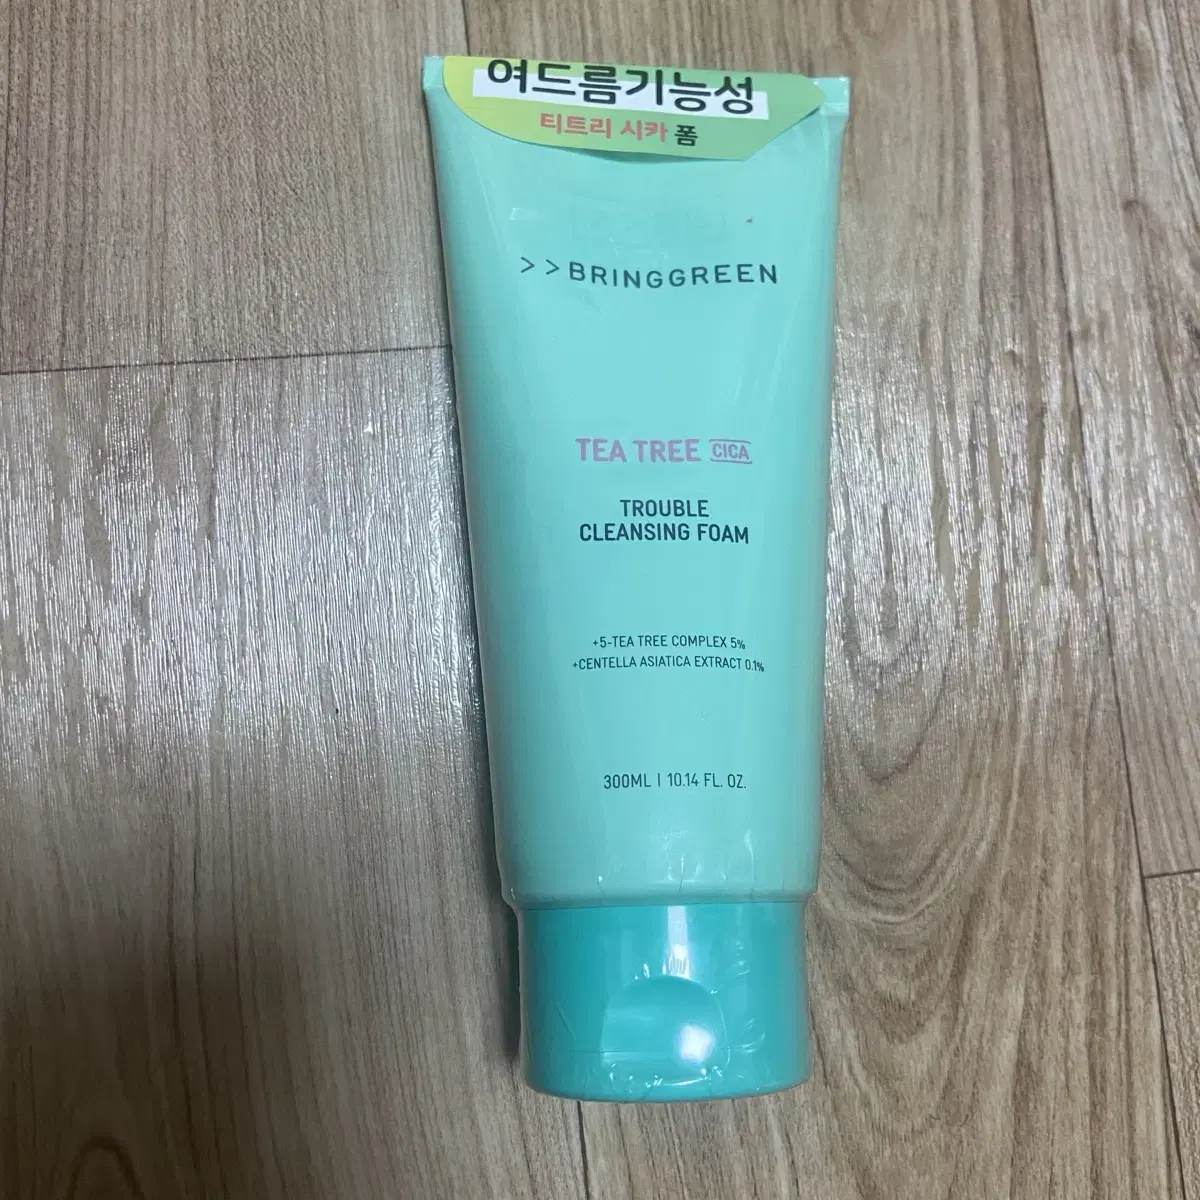 여드름기능성
티트리 시카 폼
>>BRINGGREEN
TEA TREE CICA
TROUBLE
CLEANSING FOAM
+5-TEA TREE COMPLEX 5%
+CENTELLA ASIATICA EXTRACT 0.1%
300ML | 10.14 FL. OZ.